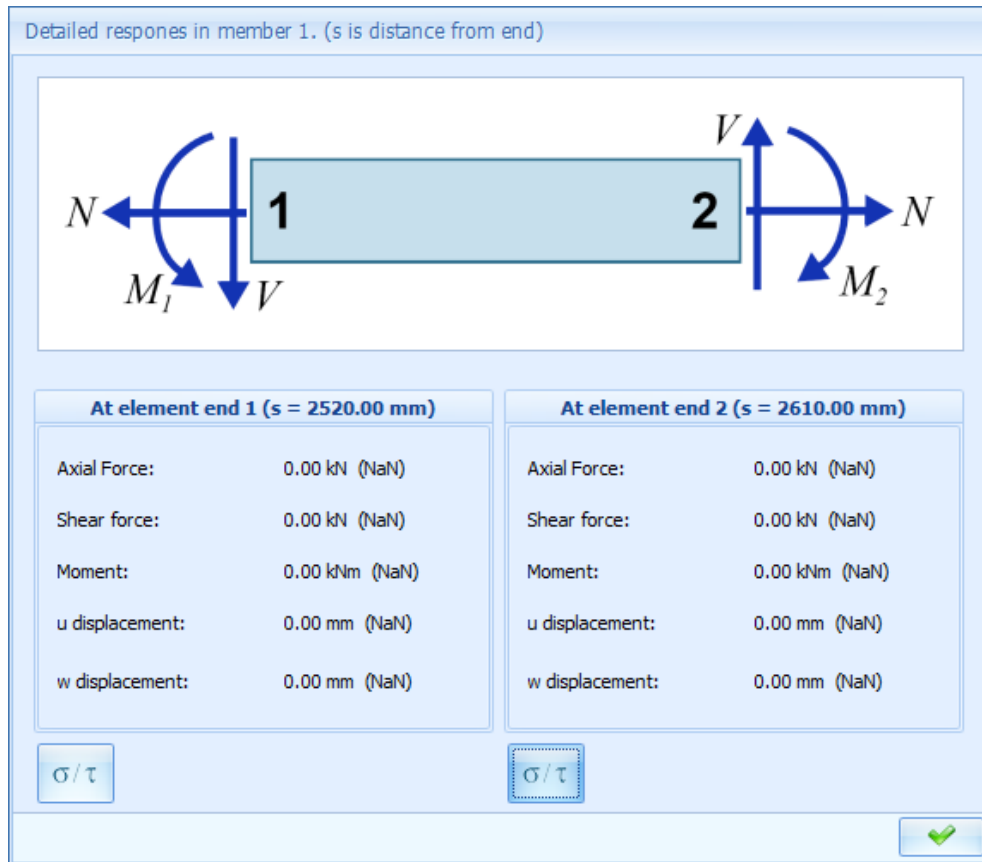 Detailed respones in member 1. (s is distance from end)
V
N 1 2 N
M1 V M2
At element end 1 (s = 2520.00 mm)
Axial Force: 0.00 kN (NaN)
Shear force: 0.00 kN (NaN)
Moment: 0.00 kNm (NaN)
u displacement: 0.00 mm (NaN)
w displacement: 0.00 mm (NaN)
σ/τ
At element end 2 (s = 2610.00 mm)
Axial Force: 0.00 kN (NaN)
Shear force: 0.00 kN (NaN)
Moment: 0.00 kNm (NaN)
u displacement: 0.00 mm (NaN)
w displacement: 0.00 mm (NaN)
σ/τ